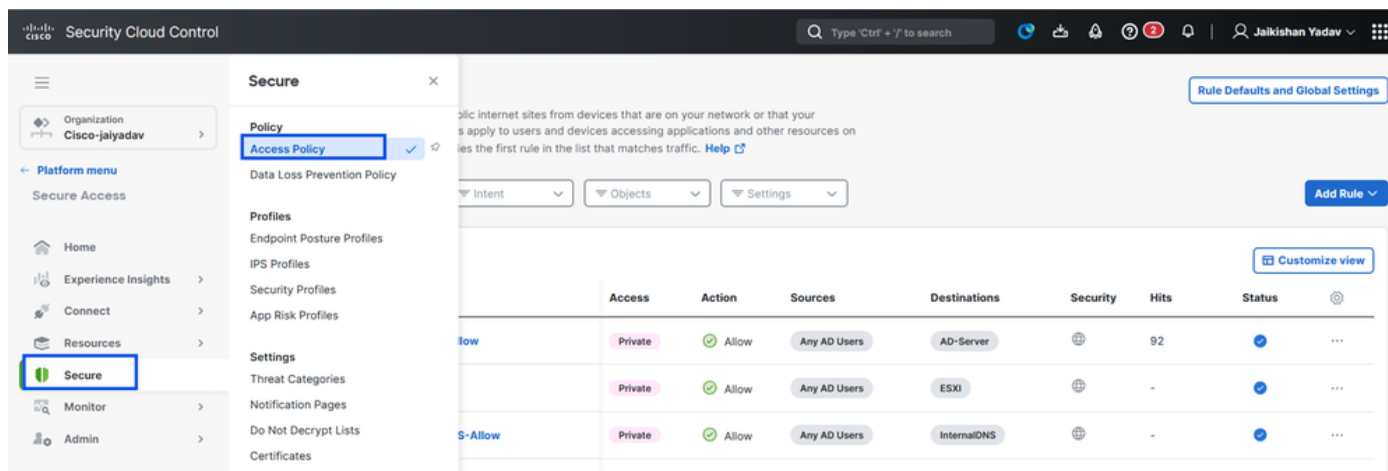 CISCO Security Cloud Control
Type 'Ctrl' + '/' to search
2
Jaikishan Yadav
Organization
Cisco-jaiyadav
Platform menu
Secure Access
Home
Experience Insights
Connect
Resources
Secure
Monitor
Admin
Secure
Policy
Access Policy
Data Loss Prevention Policy
Profiles
Endpoint Posture Profiles
IPS Profiles
Security Profiles
App Risk Profiles
Settings
Threat Categories
Notification Pages
Do Not Decrypt Lists
Certificates
Rule Defaults and Global Settings
internet sites from devices that are on your network or that your
apply to users and devices accessing applications and other resources on
the first rule in the list that matches traffic. Help
Intent Objects Settings
Add Rule
Customize view
Access Action Sources Destinations Security Hits Status
Private Allow Any AD Users AD-Server 92 ...
Private Allow Any AD Users ESXI - ...
S-Allow Private Allow Any AD Users InternalDNS - ...